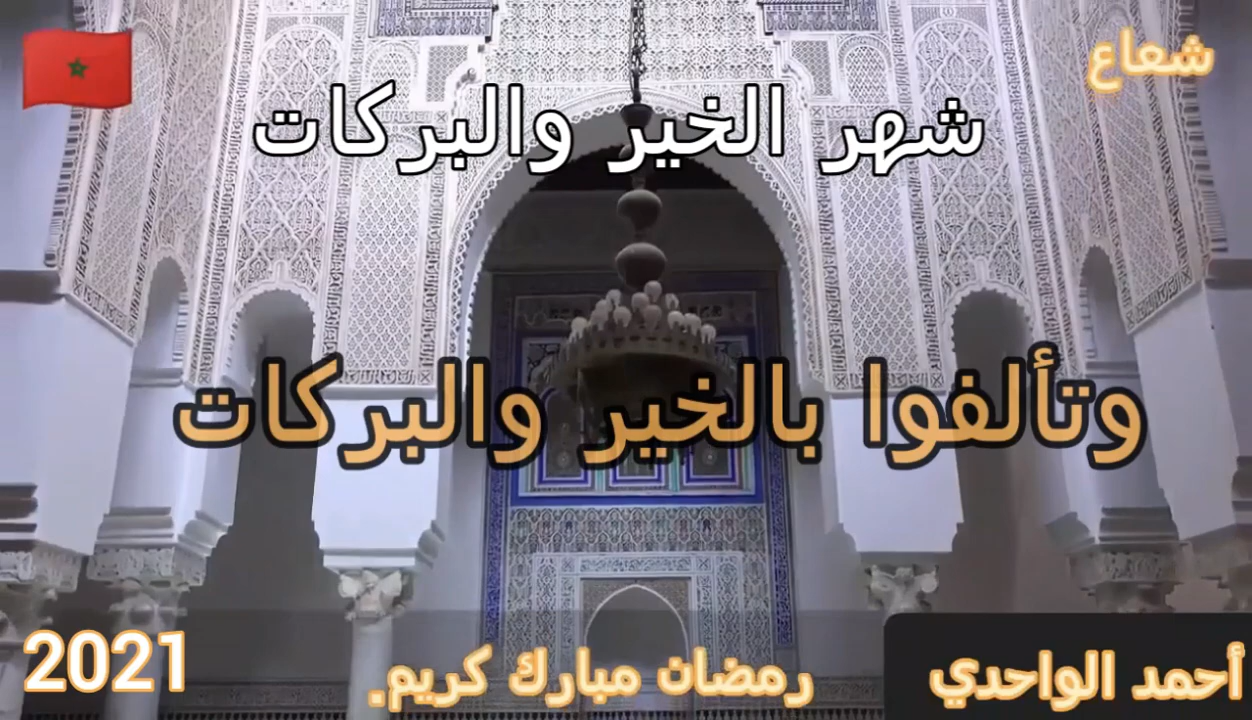 شعاع
شهر الخير والبركات
وتألفوا بالخير والبركات
2021
رمضان مبارك كريم.
أحمد الواحدي